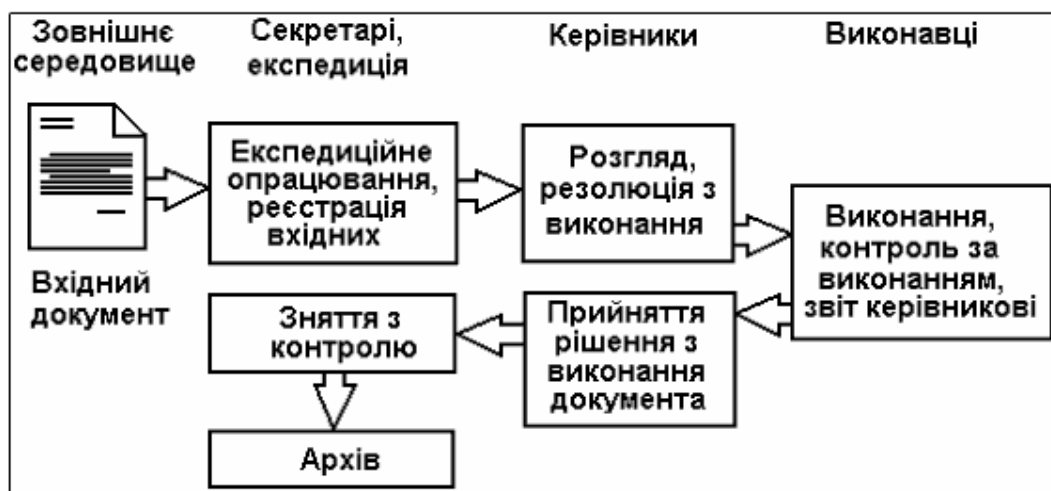 Зовнішнє
середовище
Секретарі,
експедиція
Керівники
Виконавці
Експедиційне
опрацювання,
реєстрація
вхідних
Розгляд,
резолюція з
виконання
Виконання,
контроль за
виконанням,
звіт керівникові
Вхідний
документ
Зняття з
контролю
Прийняття
рішення з
виконання
документа
Архів